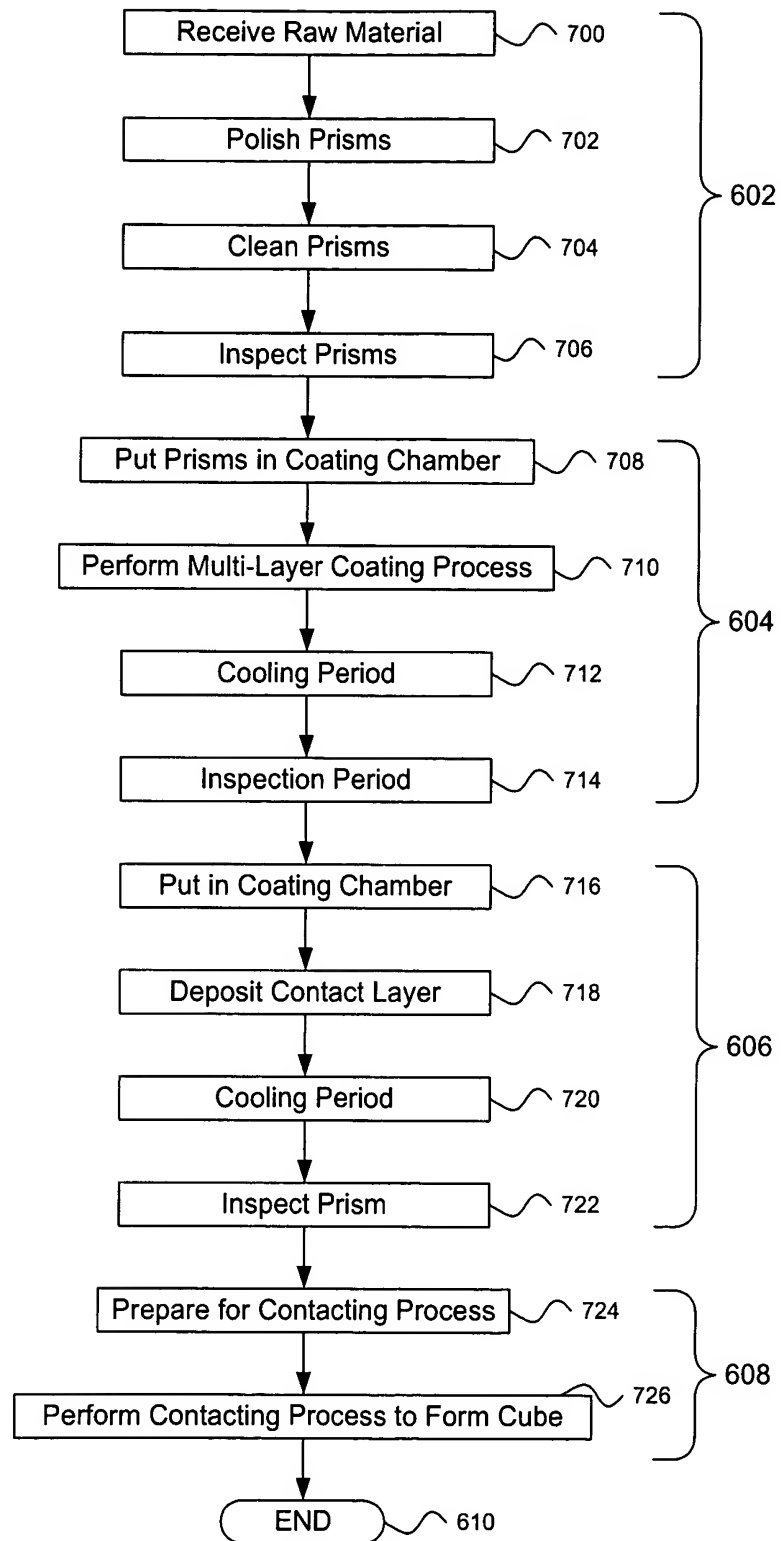 Receive Raw Material 700
Polish Prisms 702
602
Clean Prisms 704
Inspect Prisms 706
Put Prisms in Coating Chamber 708
Perform Multi-Layer Coating Process 710
604
Cooling Period 712
Inspection Period 714
Put in Coating Chamber 716
Deposit Contact Layer 718
606
Cooling Period 720
Inspect Prism 722
Prepare for Contacting Process 724
608
Perform Contacting Process to Form Cube 726
END 610